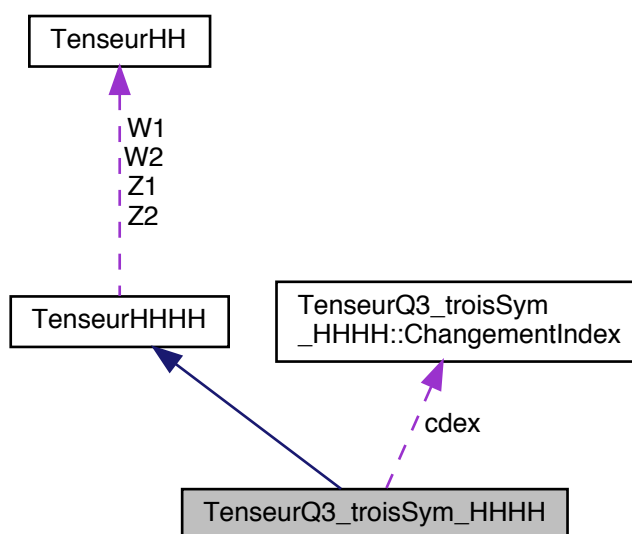 TenseurHH
W1
W2
Z1
Z2
TenseurHHHH
TenseurQ3_troisSym
_HHHH::ChangementIndex
cdex
TenseurQ3_troisSym_HHHH